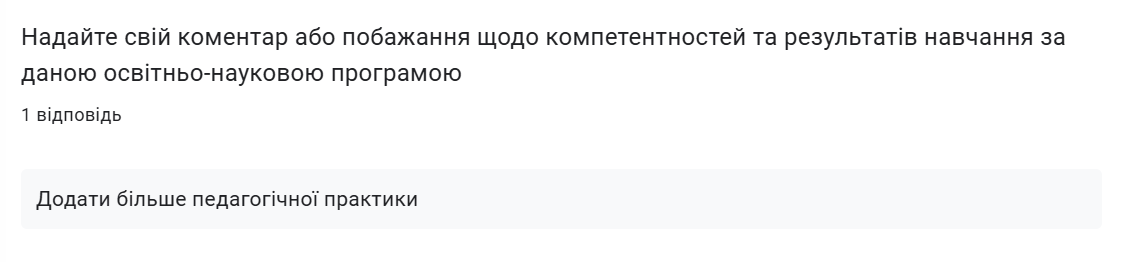 Надайте свій коментар або побажання щодо компетентностей та результатів навчання за
даною освітньо-науковою програмою
1 відповідь
Додати більше педагогічної практики